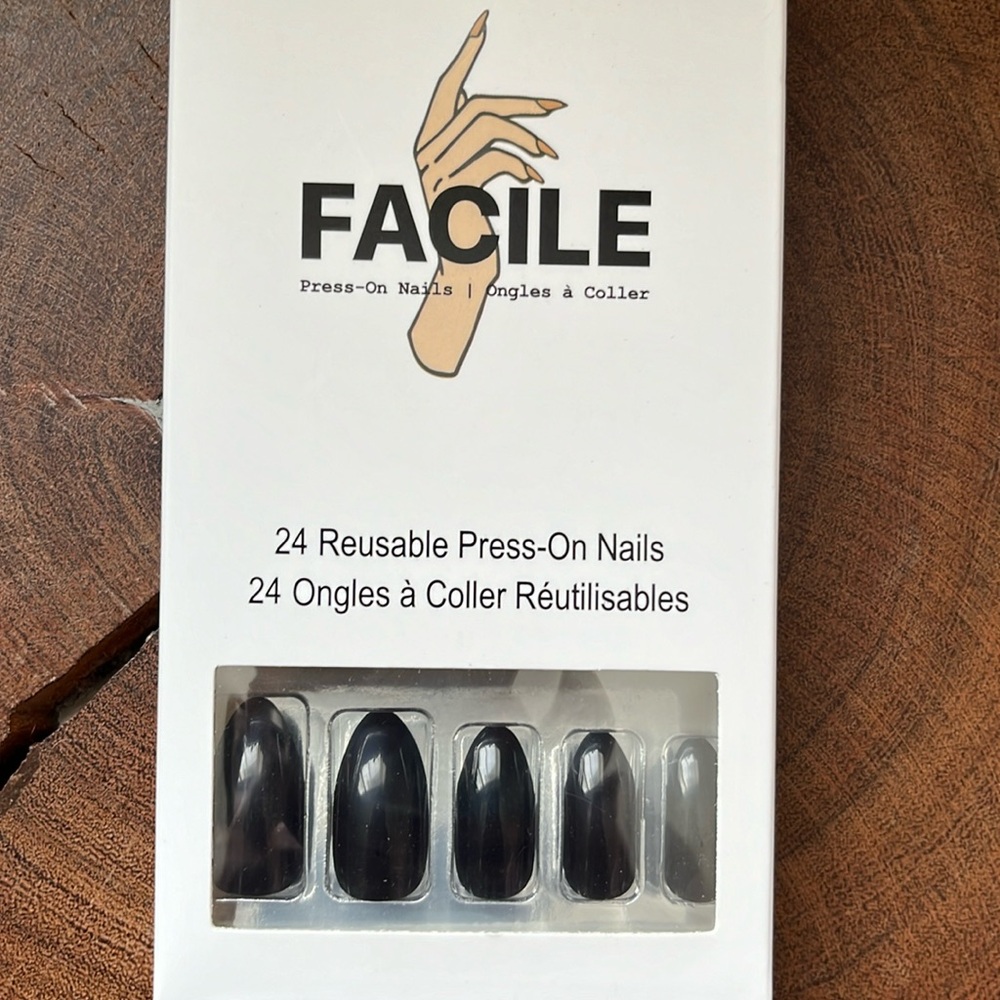 FACILE
Press-On Nails | Ongles à Coller
24 Reusable Press-On Nails
24 Ongles à Coller Réutilisables